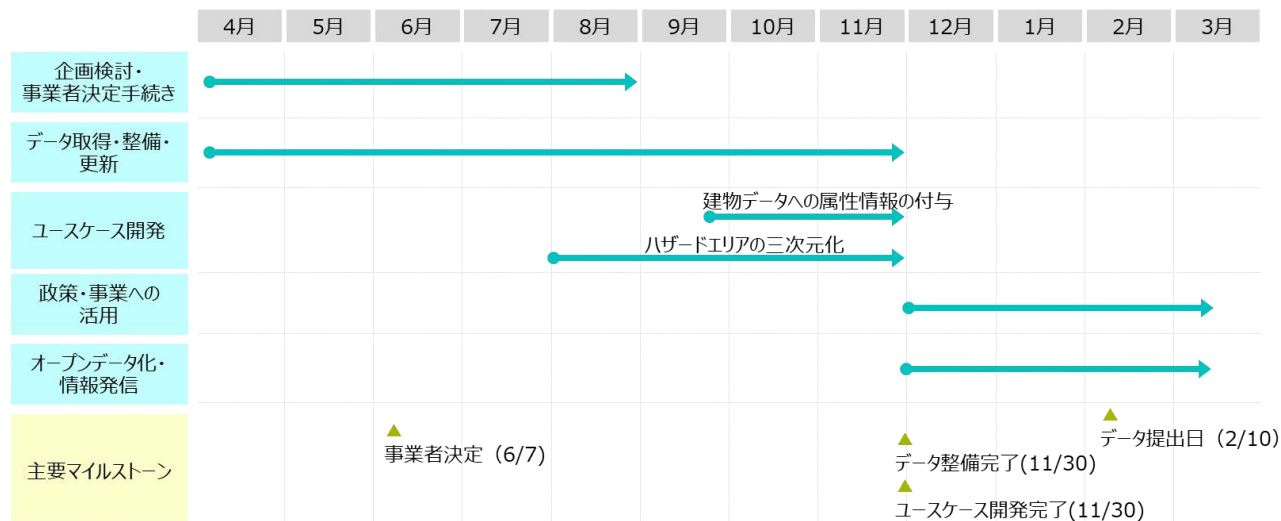 4月 5月 6月 7月 8月 9月 10月 11月 12月 1月 2月 3月
企画検討・
事業者決定手続き
データ取得・整備・
更新
ユースケース開発
建物データへの属性情報の付与
ハザードエリアの三次元化
政策・事業への
活用
オープンデータ化・
情報発信
主要マイルストーン
事業者決定（6/7)
データ整備完了(11/30)
ユースケース開発完了(11/30)
データ提出日（2/10)